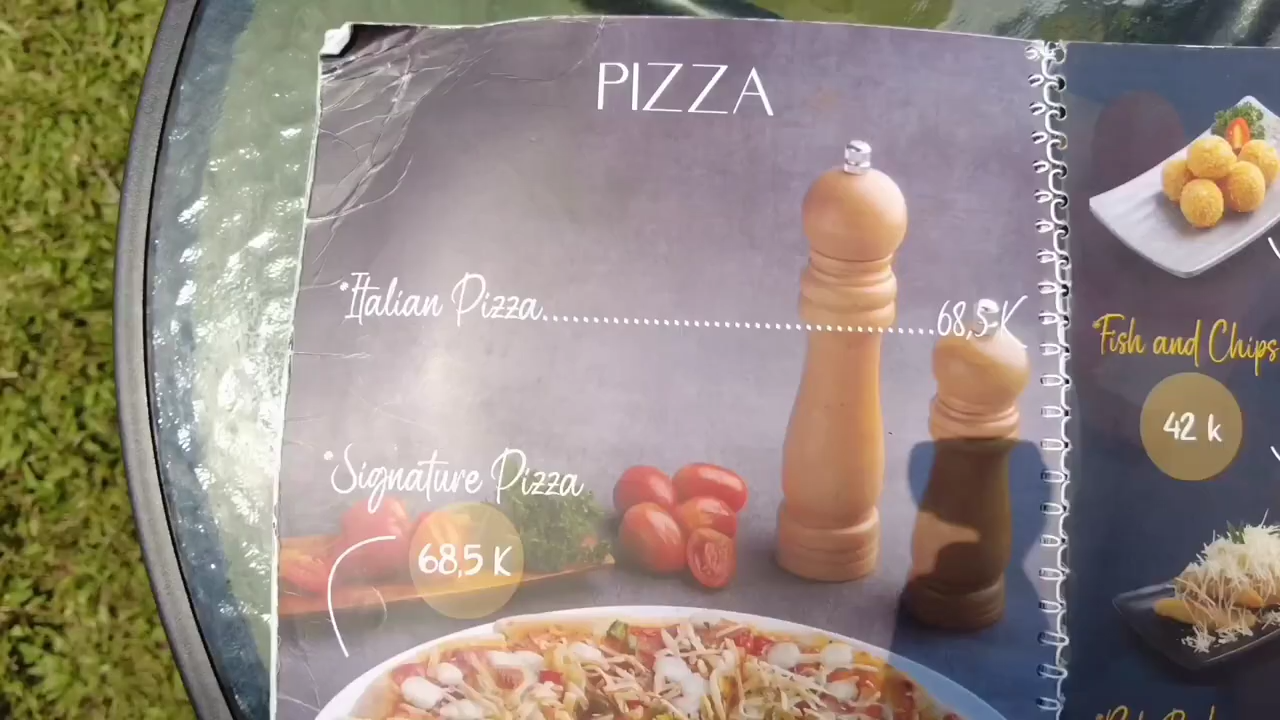 PIZZA
*Italian Pizza....................68,5 K
*Signature Pizza
68,5 K
*Fish and Chips
42 k